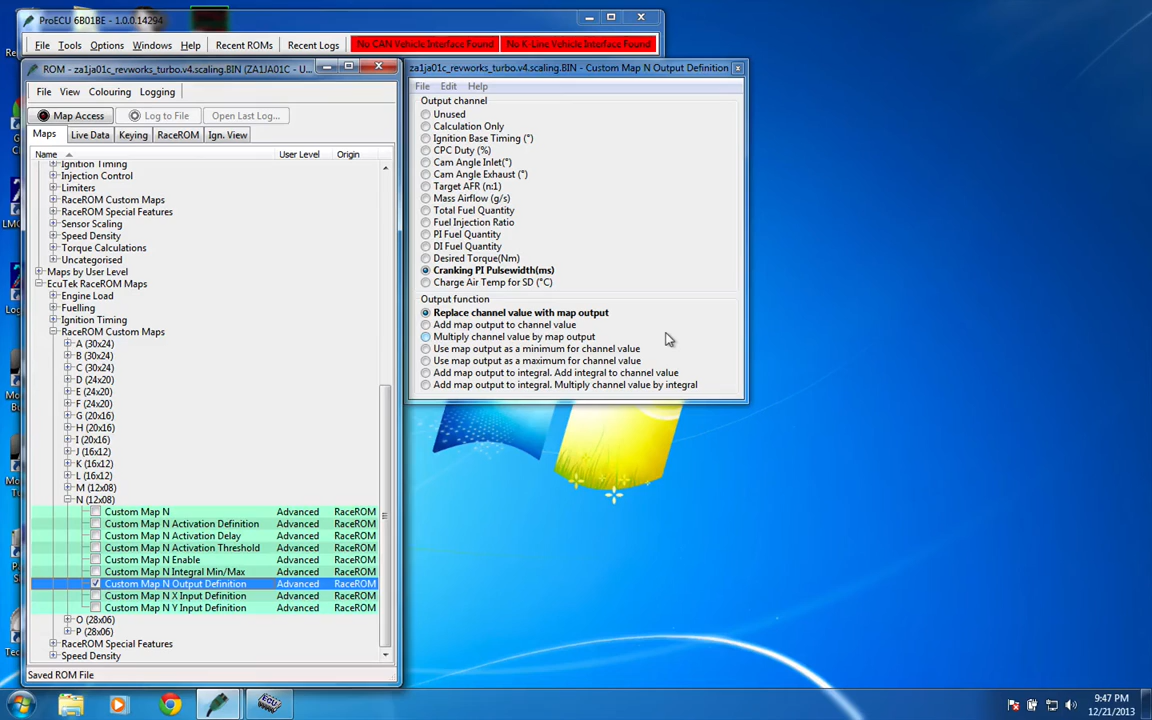 ProECU 6B01BE - 1.0.0.14294
File Tools Options Windows Help Recent ROMs Recent Logs No CAN Vehicle Interface Found No K-Line Vehicle Interface Found
ROM - za1ja01c_revworks_turbo.v4.scaling.BIN (ZA1JA01C - U...
File View Colouring Logging
Map Access Log to File Open Last Log...
Maps Live Data Keying RaceROM Ign. View
Name User Level Origin
Ignition Timing
Injection Control
Limiters
RaceROM Custom Maps
RaceROM Special Features
Sensor Scaling
Speed Density
Torque Calculations
Uncategorised
Maps by User Level
EcuTek RaceROM Maps
Engine Load
Fuelling
Ignition Timing
RaceROM Custom Maps
A (30x24)
B (30x24)
C (30x24)
D (24x20)
E (24x20)
F (24x20)
G (20x16)
H (20x16)
I (20x16)
J (16x12)
K (16x12)
L (16x12)
M (12x08)
N (12x08)
Custom Map N Advanced RaceROM
Custom Map N Activation Definition Advanced RaceROM
Custom Map N Activation Delay Advanced RaceROM
Custom Map N Activation Threshold Advanced RaceROM
Custom Map N Enable Advanced RaceROM
Custom Map N Integral Min/Max Advanced RaceROM
Custom Map N Output Definition Advanced RaceROM
Custom Map N X Input Definition Advanced RaceROM
Custom Map N Y Input Definition Advanced RaceROM
O (28x06)
P (28x06)
RaceROM Special Features
Speed Density
Saved ROM File
za1ja01c_revworks_turbo.v4.scaling.BIN - Custom Map N Output Definition
File Edit Help
Output channel
Unused
Calculation Only
Ignition Base Timing (°)
CPC Duty (%)
Cam Angle Inlet(°)
Cam Angle Exhaust (°)
Target AFR (n:1)
Mass Airflow (g/s)
Total Fuel Quantity
Fuel Injection Ratio
PI Fuel Quantity
DI Fuel Quantity
Desired Torque(Nm)
Cranking PI Pulsewidth(ms)
Charge Air Temp for SD (°C)
Output function
Replace channel value with map output
Add map output to channel value
Multiply channel value by map output
Use map output as a minimum for channel value
Use map output as a maximum for channel value
Add map output to integral. Add integral to channel value
Add map output to integral. Multiply channel value by integral
9:47 PM
12/21/2013